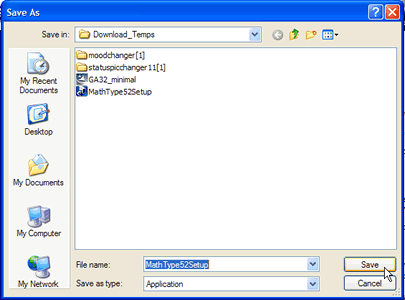 Save As
Save in:
Download_Temps
moodchanger[1]
statuspicchanger11[1]
GA32_minimal
MathType52Setup
My Recent
Documents
Desktop
My Documents
My Computer
My Network
File name:
MathType52Setup
Save
Save as type:
Application
Cancel